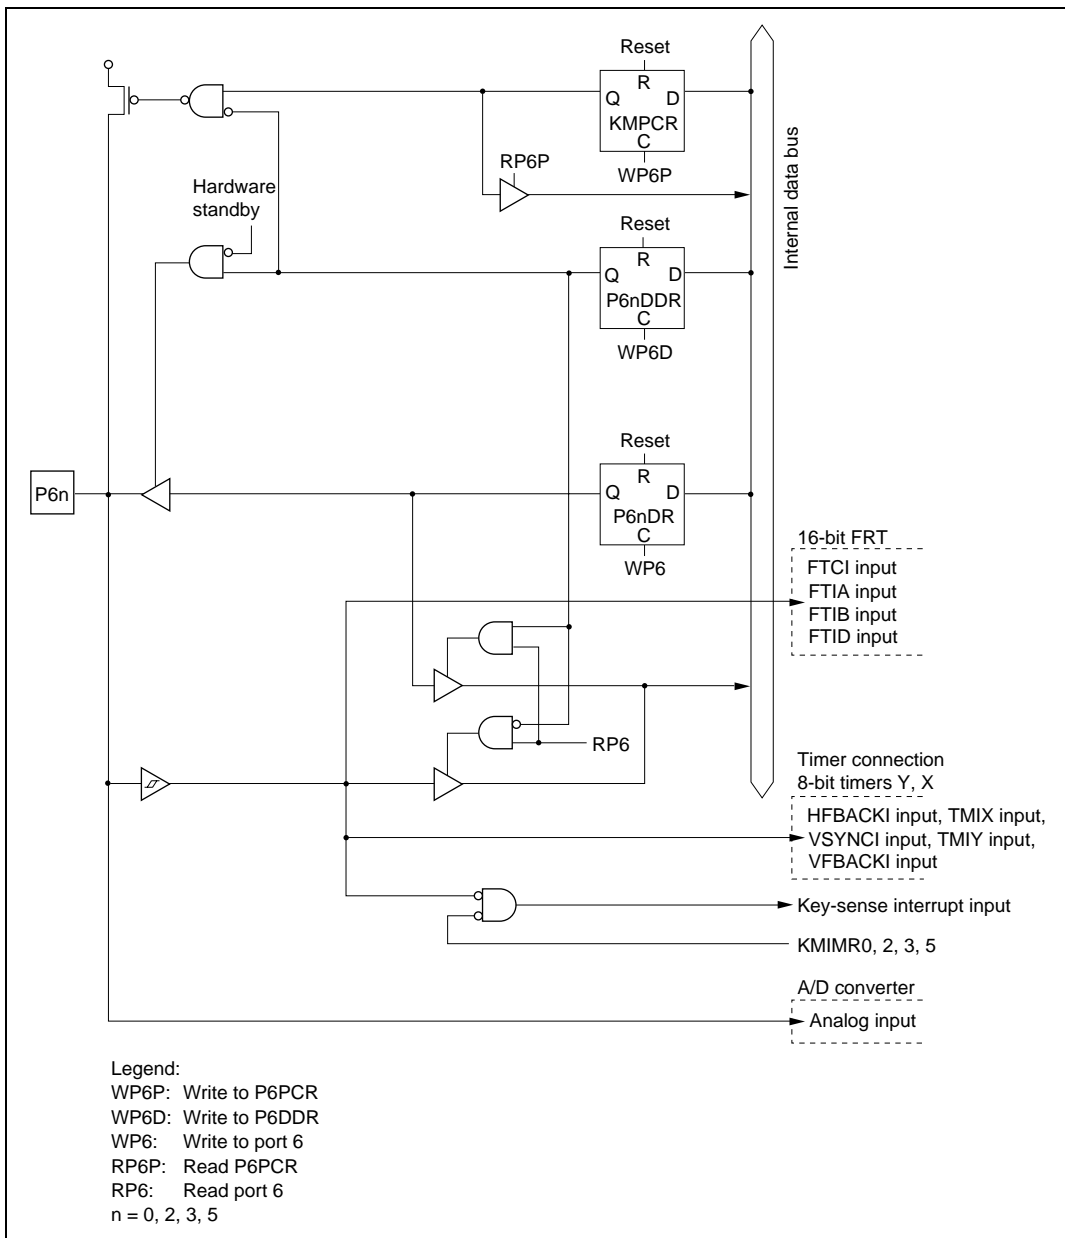 Reset
R
Q D
KMPCR
C
WP6P
RP6P
Hardware
standby
Internal data bus
Reset
R
Q D
P6nDDR
C
WP6D
Reset
R
Q D
P6nDR
C
WP6
P6n
16-bit FRT
FTCI input
FTIA input
FTIB input
FTID input
RP6
Timer connection
8-bit timers Y, X
HFBACKI input, TMIX input,
VSYNCI input, TMIY input,
VFBACKI input
Key-sense interrupt input
KMIMR0, 2, 3, 5
A/D converter
Analog input
Legend:
WP6P: Write to P6PCR
WP6D: Write to P6DDR
WP6: Write to port 6
RP6P: Read P6PCR
RP6: Read port 6
n = 0, 2, 3, 5